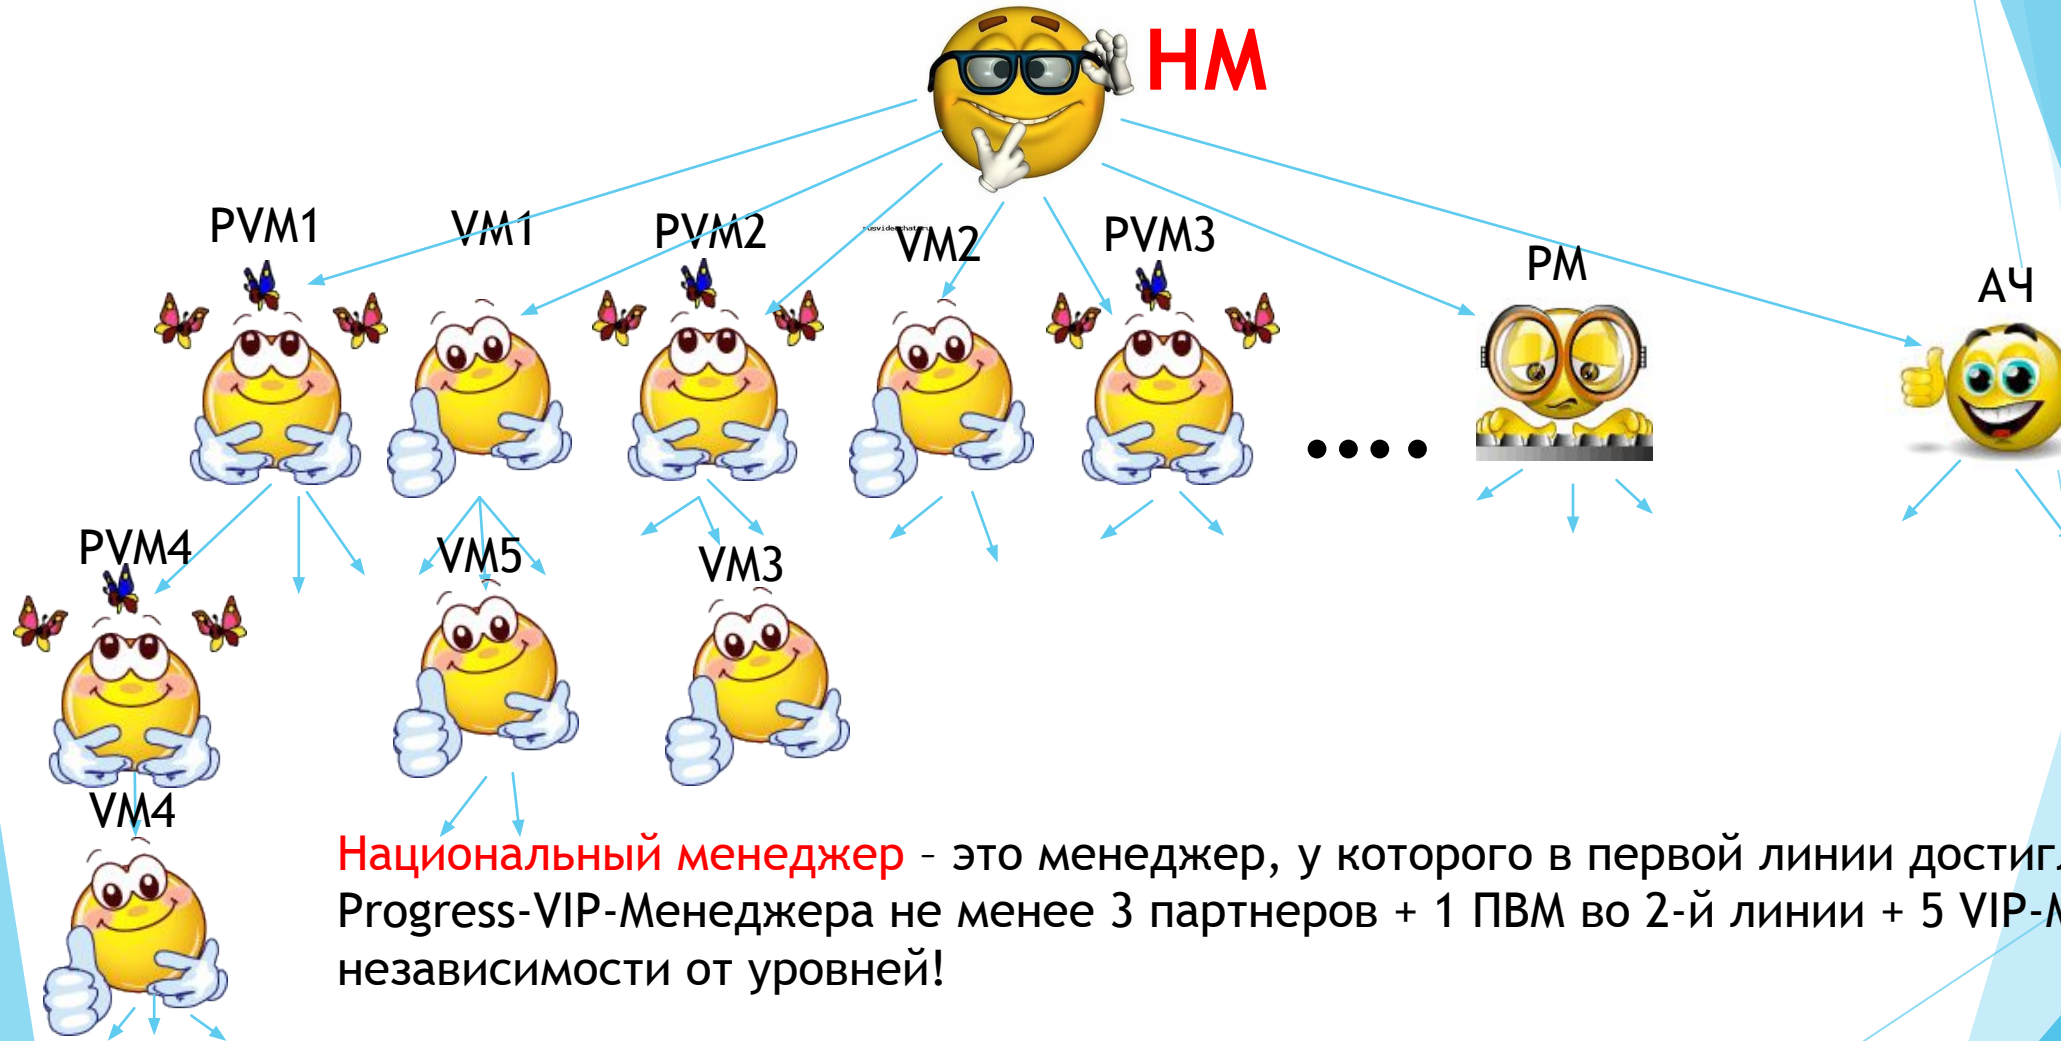 НМ
PVM1
VM1
PVM2
VM2
PVM3
РМ
АЧ
PVM4
VM5
VM3
VM4
Национальный менеджер – это менеджер, у которого в первой линии
Progress-VIP-Менеджера не менее 3 партнеров + 1 ПВМ во 2-й линии + 5
независимости от уровней!